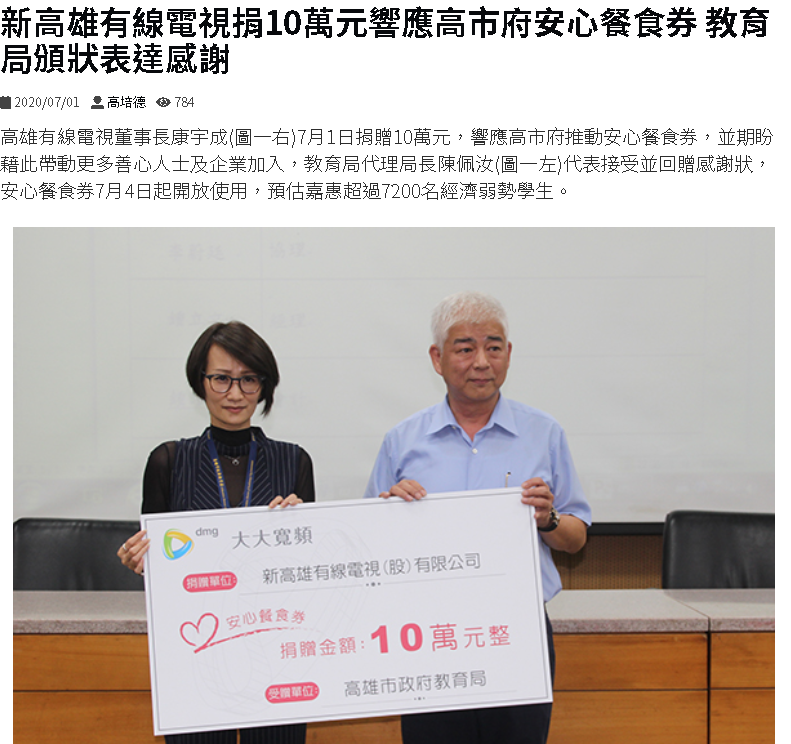 新高雄有線電視捐10萬元響應高市府安心餐食券 教育
局頒狀表達感謝
2020/07/01 高培德 784
高雄有線電視董事長康宇成(圖一右)7月1日捐贈10萬元，響應高市府推動安心餐食券，並期盼
藉此帶動更多善心人士及企業加入，教育局代理局長陳佩汝(圖一左)代表接受並回贈感謝狀，
安心餐食券7月4日起開放使用，預估嘉惠超過7200名經濟弱勢學生。
dmg 大大寬頻
捐贈單位: 新高雄有線電視(股)有限公司
安心餐食券
捐贈金額: 10萬元整
受贈單位: 高雄市政府教育局